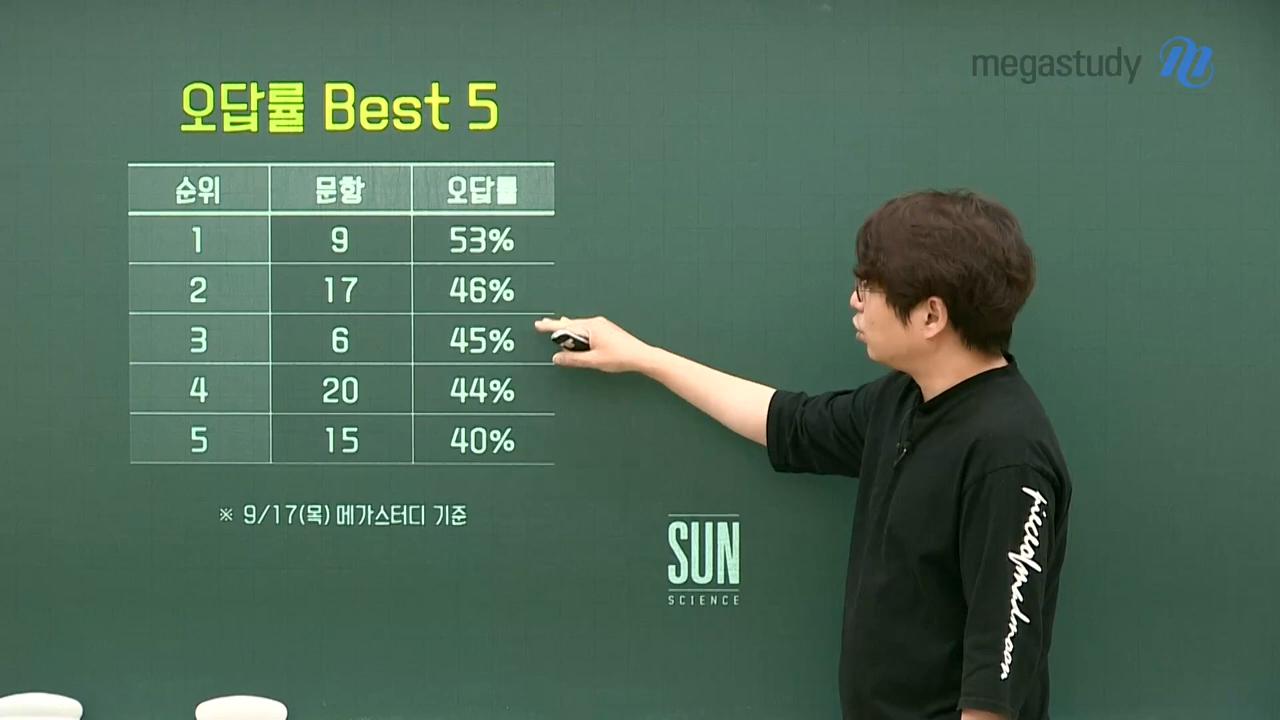 megastudy
오답률 Best 5
순위 문항 오답률
1 9 53%
2 17 46%
3 6 45%
4 20 44%
5 15 40%
※ 9/17(목) 메가스터디 기준
SUN
SCIENCE